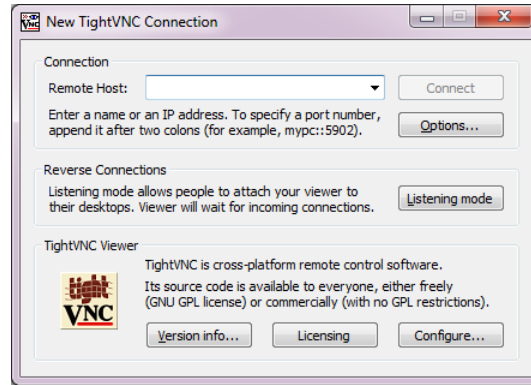 New TightVNC Connection
Connection
Remote Host:
Connect
Enter a name or an IP address. To specify a port number,
append it after two colons (for example, mypc::5902).
Options...
Reverse Connections
Listening mode allows people to attach your viewer to
their desktops. Viewer will wait for incoming connections.
Listening mode
TightVNC Viewer
TightVNC is cross-platform remote control software.
Its source code is available to everyone, either freely
(GNU GPL license) or commercially (with no GPL restrictions).
tight
VNC
Version info...
Licensing
Configure...